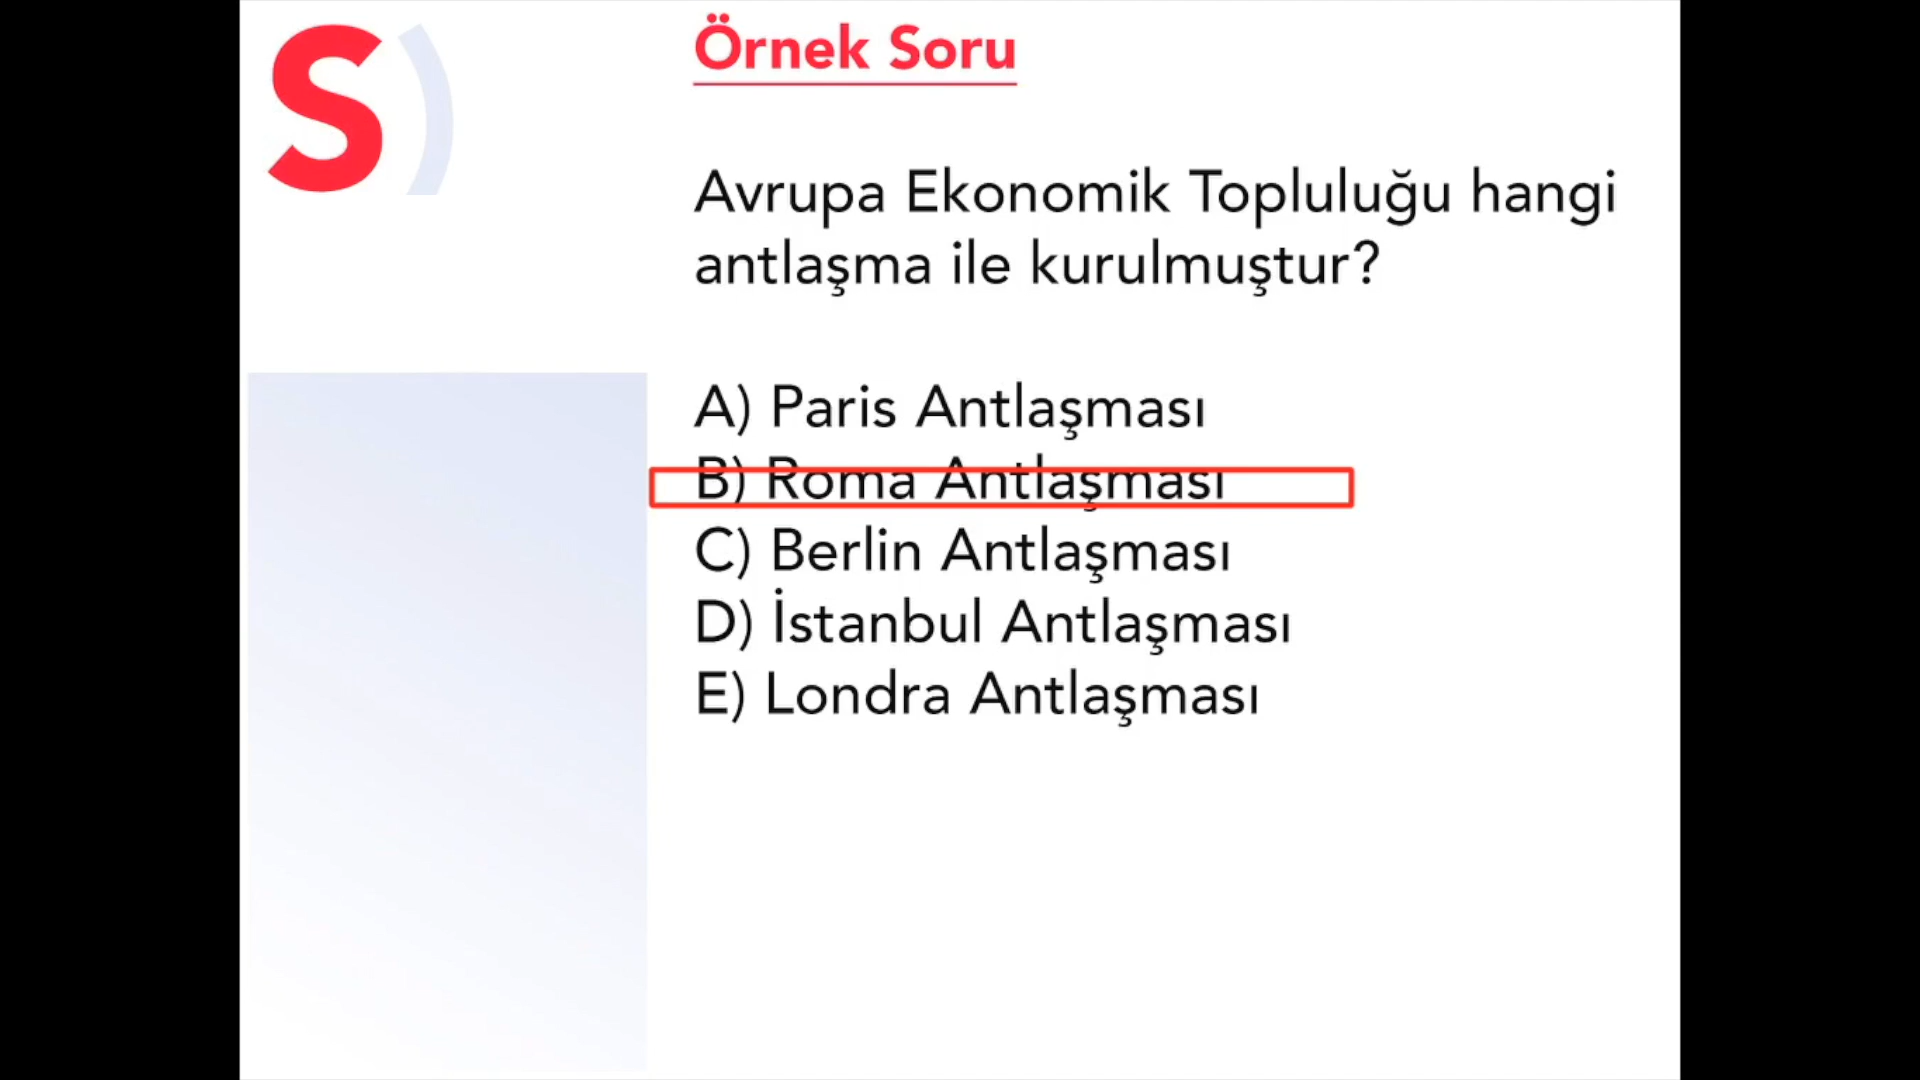 S)
Örnek Soru
Avrupa Ekonomik Topluluğu hangi
antlaşma ile kurulmuştur?
A) Paris Antlaşması
B) Roma Antlaşması
C) Berlin Antlaşması
D) İstanbul Antlaşması
E) Londra Antlaşması